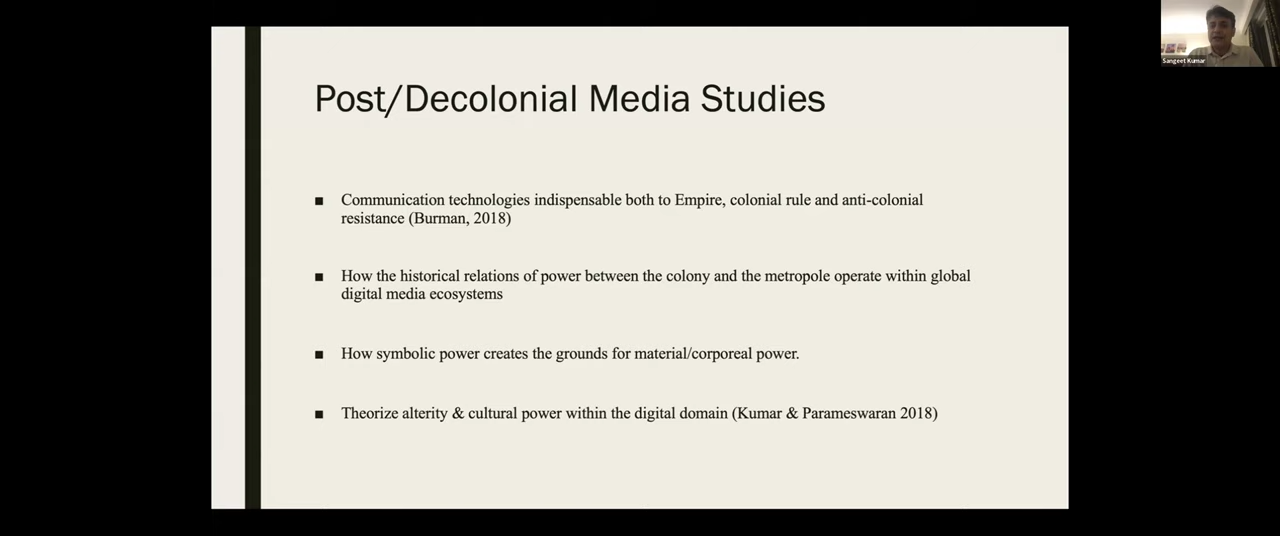 Post/Decolonial Media Studies
■ Communication technologies indispensable both to Empire, colonial rule and anti-colonial
resistance (Burman, 2018)
■ How the historical relations of power between the colony and the metropole operate within global
digital media ecosystems
■ How symbolic power creates the grounds for material/corporeal power.
■ Theorize alterity & cultural power within the digital domain (Kumar & Parameswaran 2018)
Sangeet Kumar